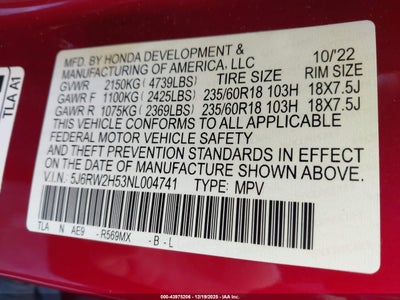 MFD. BY HONDA DEVELOPMENT & 10/'22
MANUFACTURING OF AMERICA, LLC
GVWR 2150KG ( 4739LBS) TIRE SIZE RIM SIZE
GAWR F 1100KG ( 2425LBS) 235/60R18 103H 18X7.5J
GAWR R 1075KG ( 2369LBS) 235/60R18 103H 18X7.5J
THIS VEHICLE CONFORMS TO ALL APPLICABLE
FEDERAL MOTOR VEHICLE SAFETY
AND THEFT PREVENTION STANDARDS IN EFFECT
ON THE DATE OF MANUFACTURE SHOWN ABOVE.
V.I.N. 5J6RW2H53NL004741 TYPE: MPV
TLA N AE9 -R569MX -B-L
TLA A1
000-43975206 - 12/19/2025 - IAA Inc.